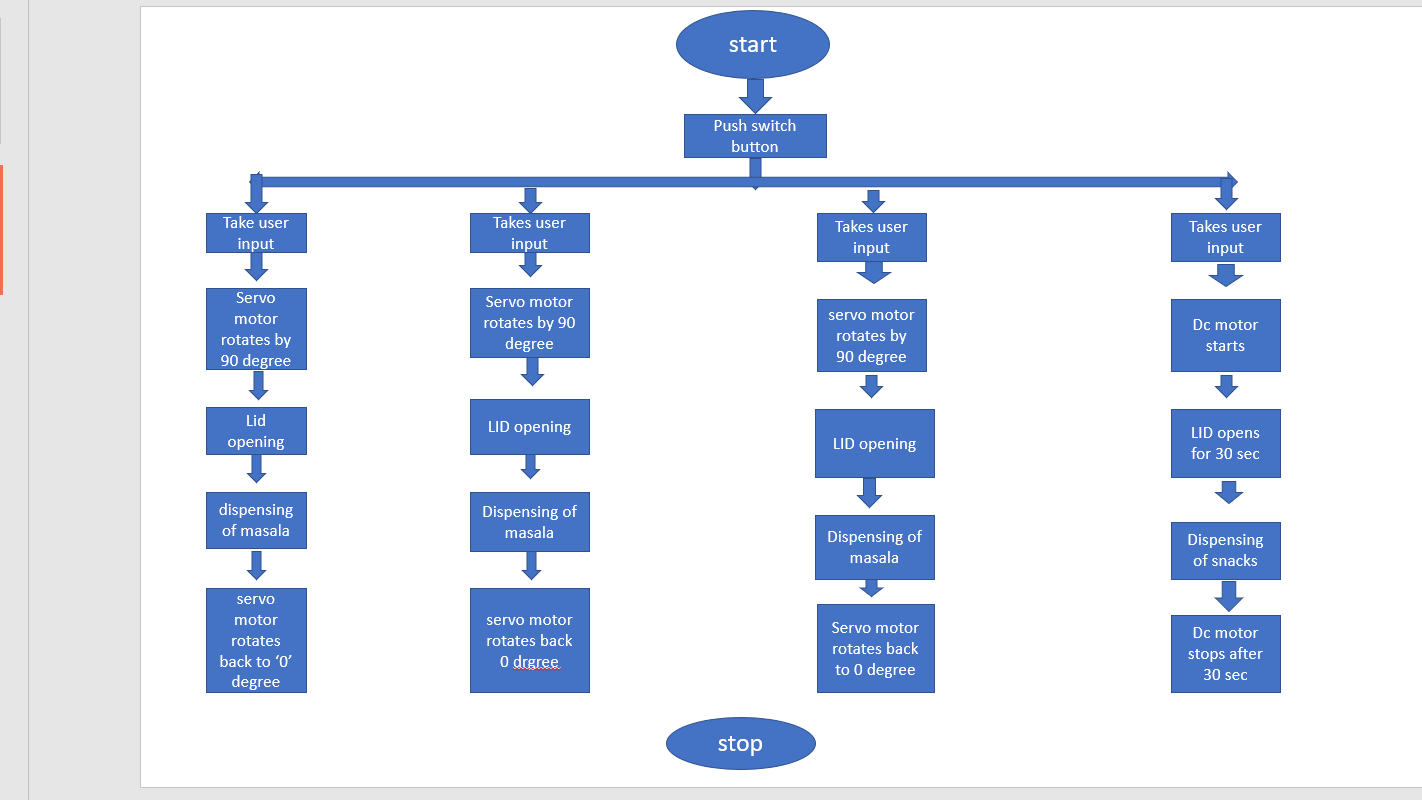 start
Push switch
button
Take user
input
Servo
motor
rotates by
90 degree
Lid
opening
dispensing
of masala
servo
motor
rotates
back to ‘0’
degree
Takes user
input
Servo motor
rotates by 90
degree
LID opening
Dispensing of
masala
servo motor
rotates back
0 drgree
Takes user
input
servo motor
rotates by
90 degree
LID opening
Dispensing of
masala
Servo motor
rotates back
to 0 degree
Takes user
input
Dc motor
starts
LID opens
for 30 sec
Dispensing
of snacks
Dc motor
stops after
30 sec
stop